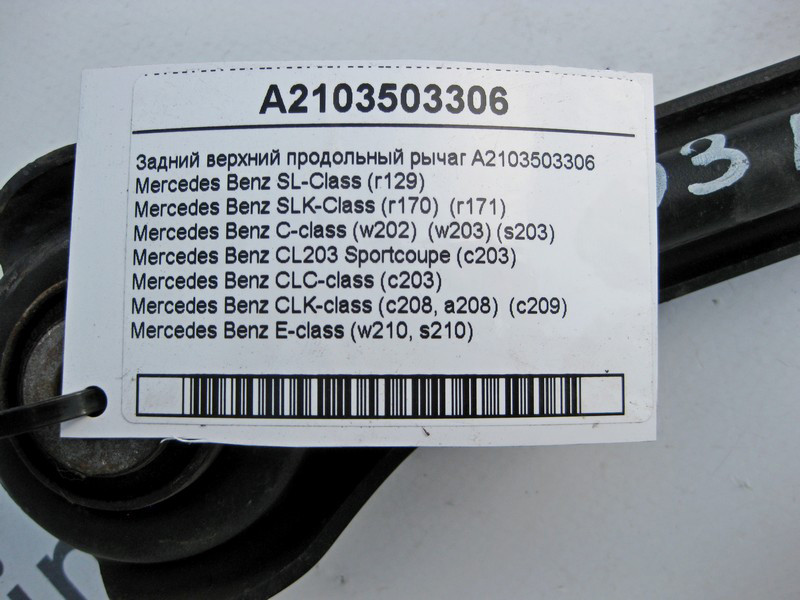 A2103503306
Задний верхний продольный рычаг A2103503306
Mercedes Benz SL-Class (r129)
Mercedes Benz SLK-Class (r170) (r171)
Mercedes Benz C-class (w202) (w203) (s203)
Mercedes Benz CL203 Sportcoupe (c203)
Mercedes Benz CLC-class (c203)
Mercedes Benz CLK-class (c208, a208) (c209)
Mercedes Benz E-class (w210, s210)
03
in